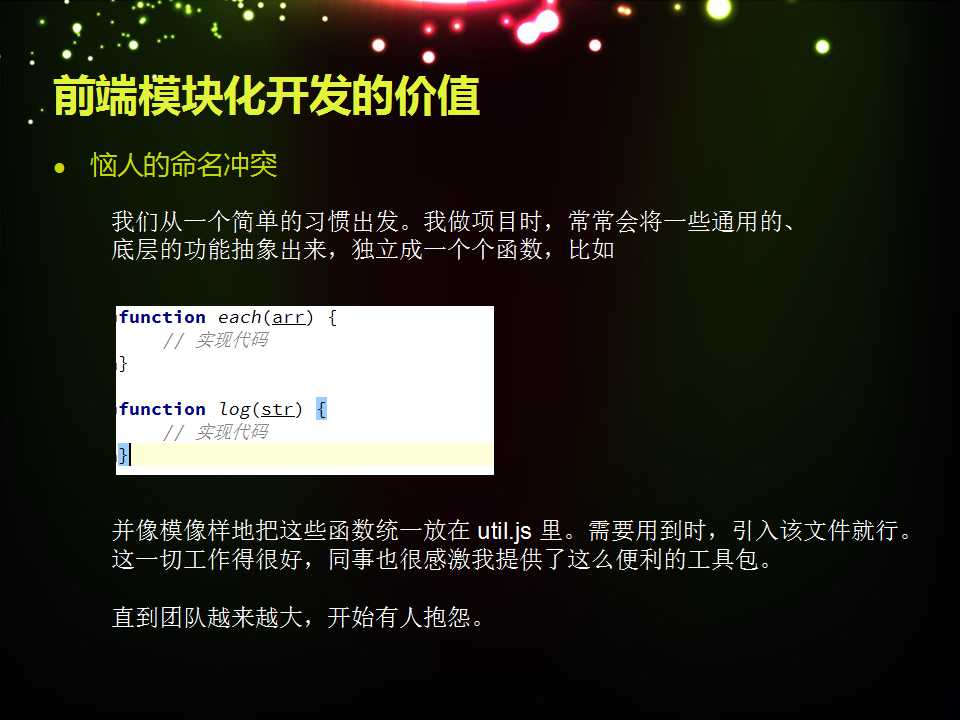 前端模块化开发的价值
● 恼人的命名冲突
我们从一个简单的习惯出发。我做项目时，常常会将一些通用的、
底层的功能抽象出来，独立成一个个函数，比如
function each(arr) {
// 实现代码
}
function log(str) {
// 实现代码
}
并像模像样地把这些函数统一放在 util.js 里。需要用到时，引入该文件就行。
这一切工作得很好，同事也很感激我提供了这么便利的工具包。
直到团队越来越大，开始有人抱怨。